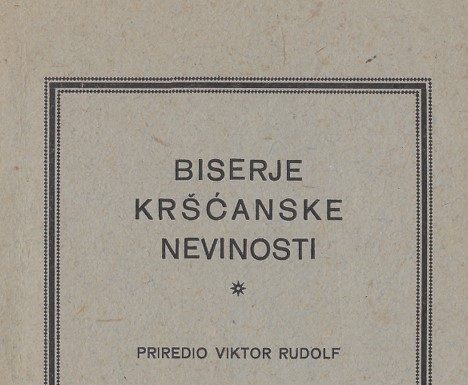 BISERJE
KRŠĆANSKE
NEVINOSTI
PRIREDIO VIKTOR RUDOLF